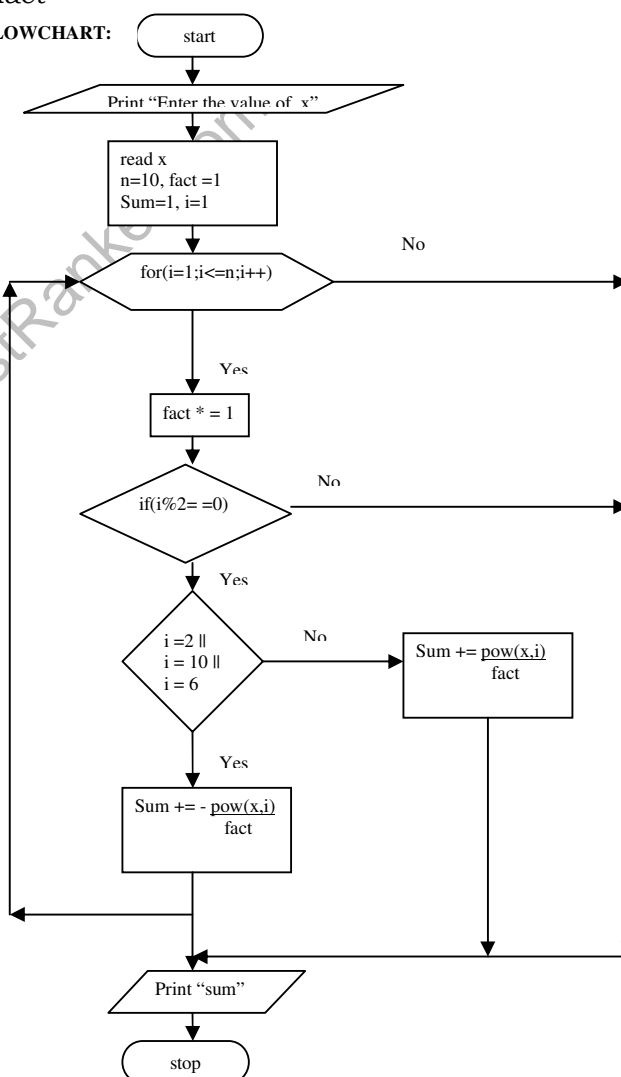 LOWCHART:
start
Print “Enter the value of x”
read x
n=10, fact =1
Sum=1, i=1
No
for(i=1;i<=n;i++)
Yes
fact * = 1
No
if(i%2= =0)
Yes
i =2 ||
i = 10 ||
i = 6
No
Sum += pow(x,i)
fact
Yes
Sum += - pow(x,i)
fact
Print “sum”
stop